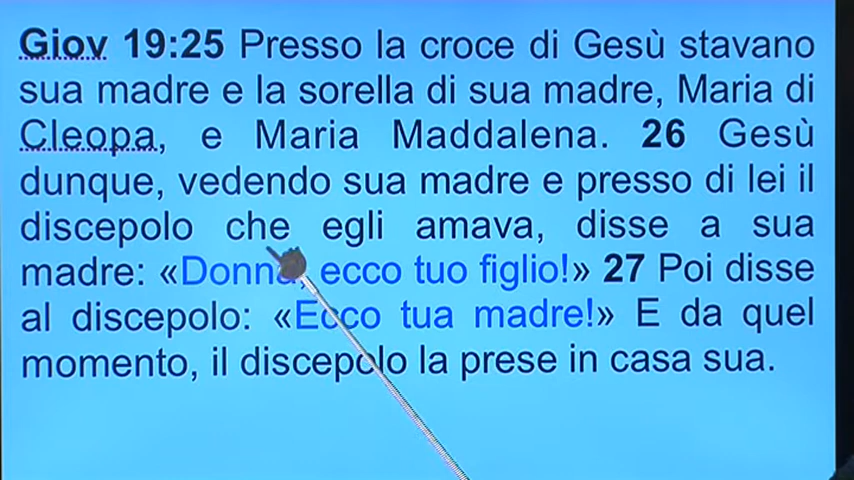 Giov 19:25 Presso la croce di Gesù stavano
sua madre e la sorella di sua madre, Maria di
Cleopa, e Maria Maddalena. 26 Gesù
dunque, vedendo sua madre e presso di lei il
discepolo che egli amava, disse a sua
madre: «Donna, ecco tuo figlio!» 27 Poi disse
al discepolo: «Ecco tua madre!» E da quel
momento, il discepolo la prese in casa sua.